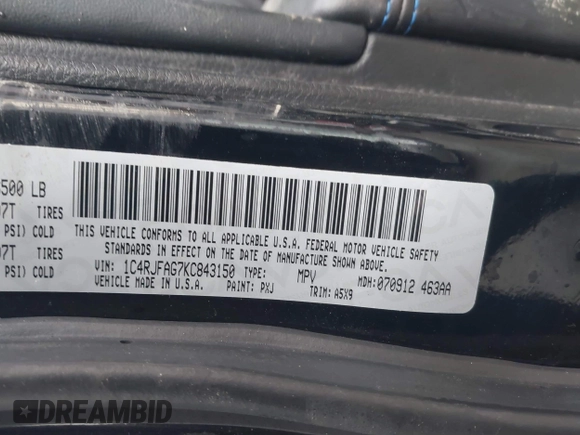 500 LB
07T TIRES
PSI) COLD
07T TIRES
PSI) COLD
THIS VEHICLE CONFORMS TO ALL APPLICABLE U.S.A. FEDERAL MOTOR VEHICLE SAFETY
STANDARDS IN EFFECT ON THE DATE OF MANUFACTURE SHOWN ABOVE.
VIN: 1C4RJFAG7KC843150 TYPE: MPV MDH: 070912 463AA
VEHICLE MADE IN U.S.A. PAINT: PXJ TRIM: A5X9
DREAMBID